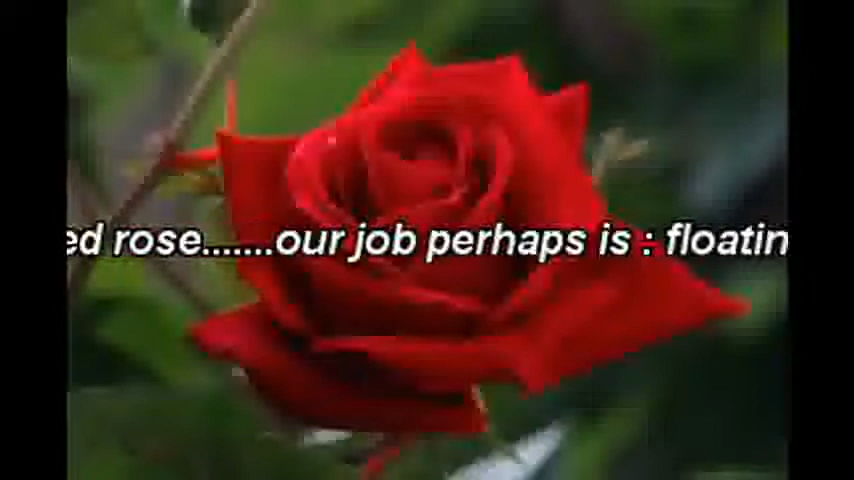 ed rose.......our job perhaps is : floatin